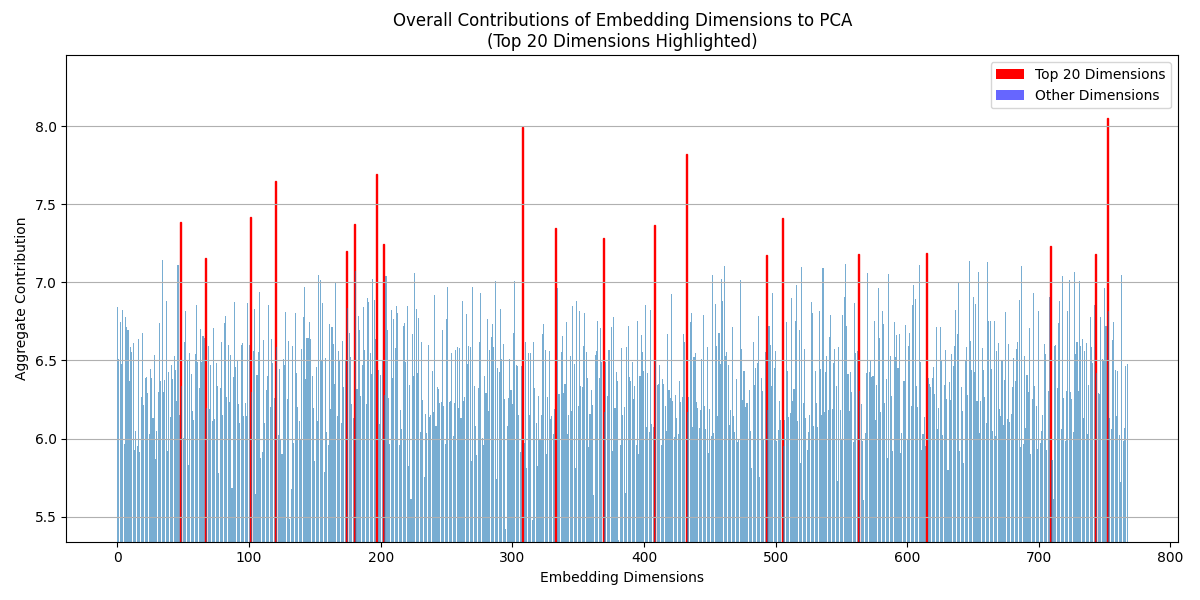 Overall Contributions of Embedding Dimensions to PCA
(Top 20 Dimensions Highlighted)
Top 20 Dimensions
Other Dimensions
8.0
7.5
7.0
6.5
6.0
5.5
Aggregate Contribution
0 100 200 300 400 500 600 700 800
Embedding Dimensions